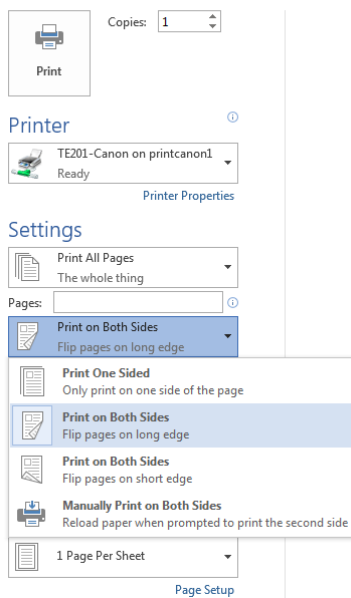 Copies: 1
Print
Printer
TE201-Canon on printcanon1
Ready
Printer Properties
Settings
Print All Pages
The whole thing
Pages:
Print on Both Sides
Flip pages on long edge
Print One Sided
Only print on one side of the page
Print on Both Sides
Flip pages on long edge
Print on Both Sides
Flip pages on short edge
Manually Print on Both Sides
Reload paper when prompted to print the second side
1 Page Per Sheet
Page Setup